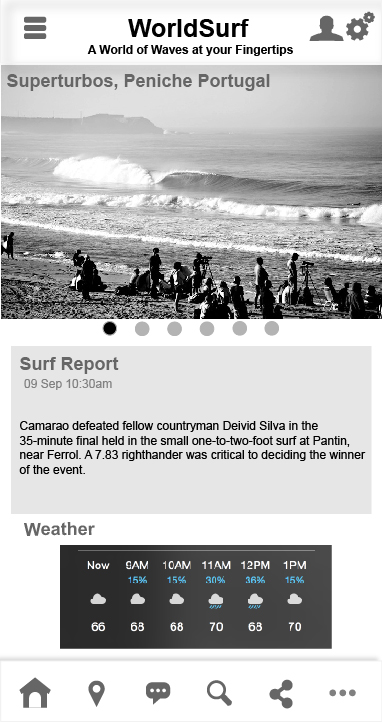 WorldSurf
A World of Waves at your Fingertips
Superturbos, Peniche Portugal
Surf Report
09 Sep 10:30am
Camarao defeated fellow countryman Deivid Silva in the
35-minute final held in the small one-to-two-foot surf at Pantin,
near Ferrol. A 7.83 righthander was critical to deciding the winner
of the event.
Weather
Now 9AM 10AM 11AM 12PM 1PM
15% 15% 30% 36% 15%
66 68 68 70 68 70